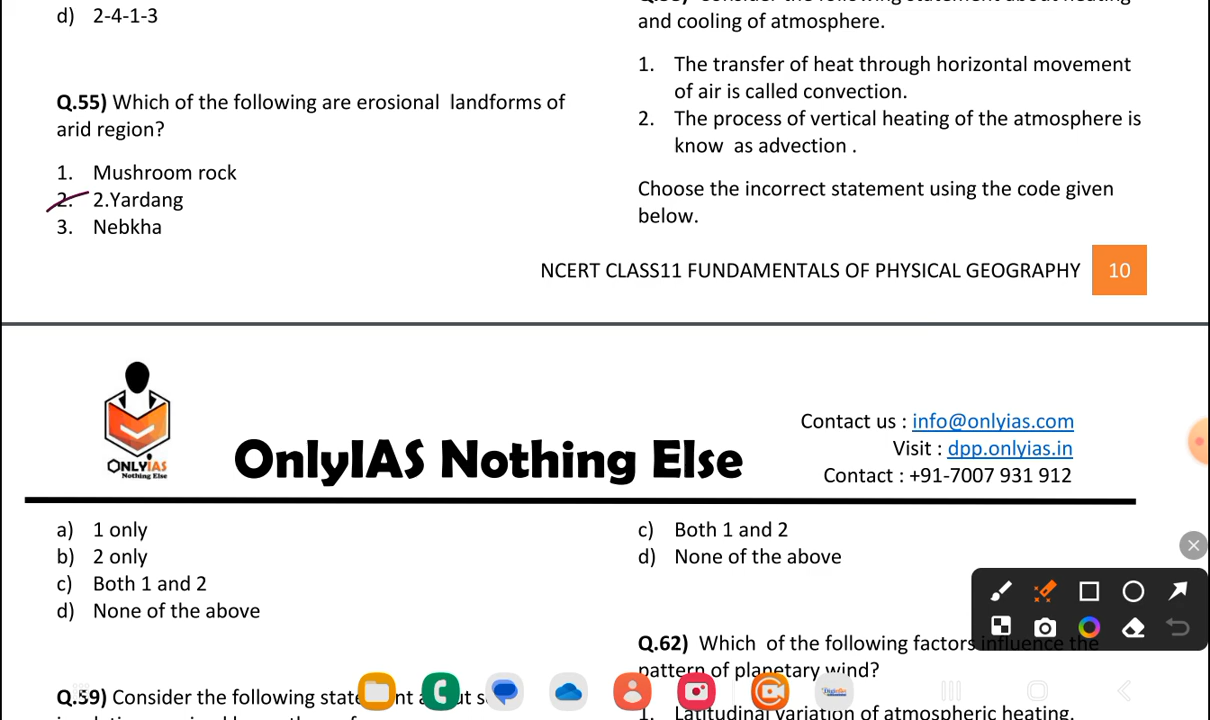 d) 2-4-1-3
Q.55) Which of the following are erosional landforms of
arid region?
1. Mushroom rock
2. 2.Yardang
3. Nebkha
and cooling of atmosphere.
1. The transfer of heat through horizontal movement
of air is called convection.
2. The process of vertical heating of the atmosphere is
know as advection .
Choose the incorrect statement using the code given
below.
NCERT CLASS11 FUNDAMENTALS OF PHYSICAL GEOGRAPHY 10
ONLYIAS
Nothing Else
OnlyIAS Nothing Else
Contact us : info@onlyias.com
Visit : dpp.onlyias.in
Contact : +91-7007 931 912
a) 1 only
b) 2 only
c) Both 1 and 2
d) None of the above
Q.59) Consider the following
c) Both 1 and 2
d) None of the above
Q.62) Which of the following factors influence the
pattern of planetary wind?
1. Latitudinal variation of atmospheric heating.